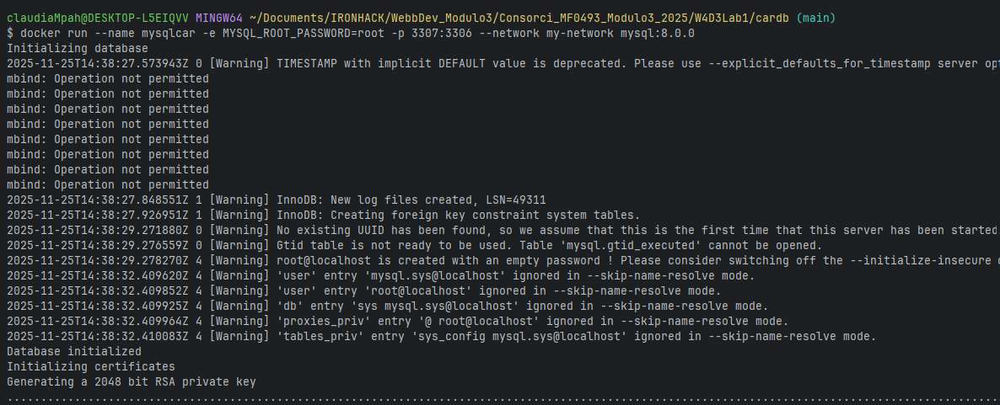 claudiaMpah@DESKTOP-L5EIQVV MINGW64 ~/Documents/IRONHACK/WebbDev_Modulo3/Consorci_MF0493_Modulo3_2025/W4D3Lab1/cardb (main)
$ docker run --name mysqlcar -e MYSQL_ROOT_PASSWORD=root -p 3307:3306 --network my-network mysql:8.0.0
Initializing database
2025-11-25T14:38:27.573943Z 0 [Warning] TIMESTAMP with implicit DEFAULT value is deprecated. Please use --explicit_defaults_for_timestamp server op
mbind: Operation not permitted
mbind: Operation not permitted
mbind: Operation not permitted
mbind: Operation not permitted
mbind: Operation not permitted
mbind: Operation not permitted
mbind: Operation not permitted
mbind: Operation not permitted
2025-11-25T14:38:27.848551Z 1 [Warning] InnoDB: New log files created, LSN=49311
2025-11-25T14:38:27.926951Z 1 [Warning] InnoDB: Creating foreign key constraint system tables.
2025-11-25T14:38:29.271880Z 0 [Warning] No existing UUID has been found, so we assume that this is the first time that this server has been started
2025-11-25T14:38:29.276559Z 0 [Warning] Gtid table is not ready to be used. Table 'mysql.gtid_executed' cannot be opened.
2025-11-25T14:38:29.278270Z 4 [Warning] root@localhost is created with an empty password ! Please consider switching off the --initialize-insecure
2025-11-25T14:38:32.409620Z 4 [Warning] 'user' entry 'mysql.sys@localhost' ignored in --skip-name-resolve mode.
2025-11-25T14:38:32.409852Z 4 [Warning] 'user' entry 'root@localhost' ignored in --skip-name-resolve mode.
2025-11-25T14:38:32.409925Z 4 [Warning] 'db' entry 'sys mysql.sys@localhost' ignored in --skip-name-resolve mode.
2025-11-25T14:38:32.409964Z 4 [Warning] 'proxies_priv' entry '@ root@localhost' ignored in --skip-name-resolve mode.
2025-11-25T14:38:32.410083Z 4 [Warning] 'tables_priv' entry 'sys_config mysql.sys@localhost' ignored in --skip-name-resolve mode.
Database initialized
Initializing certificates
Generating a 2048 bit RSA private key
...................................................................................................................................................